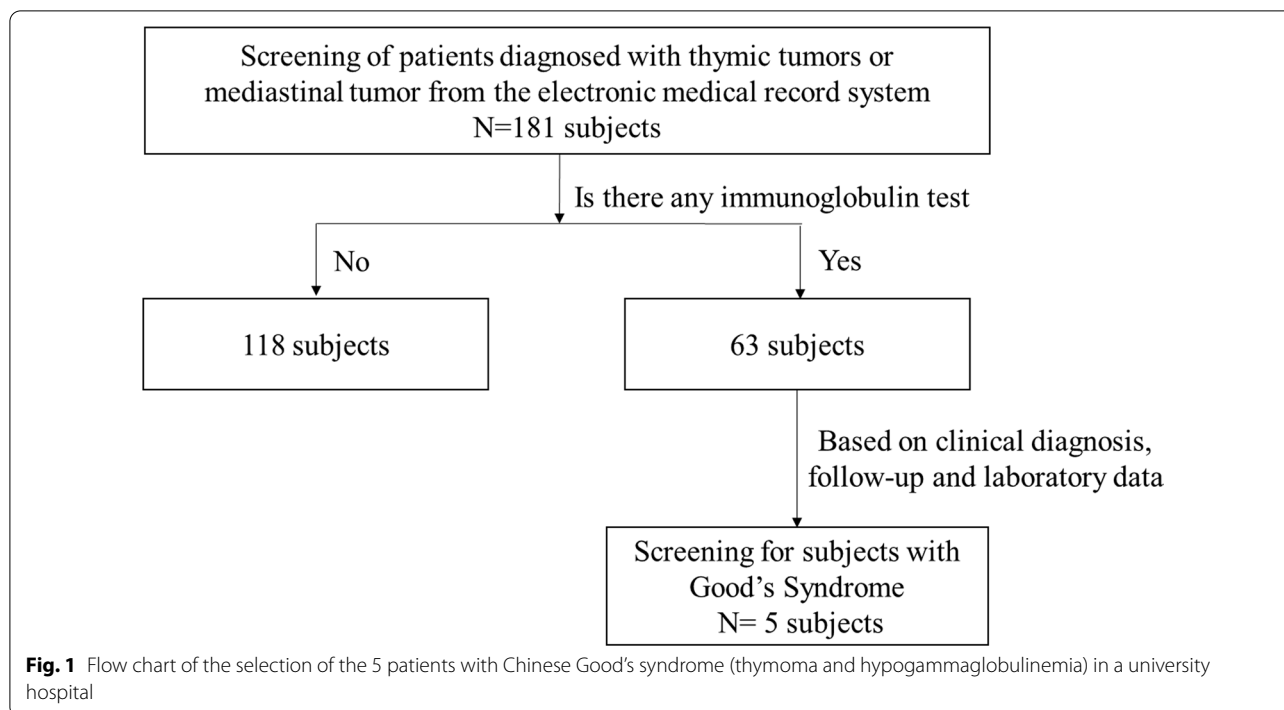 Screening of patients diagnosed with thymic tumors or
mediastinal tumor from the electronic medical record system
N=181 subjects
Is there any immunoglobulin test
No
Yes
118 subjects
63 subjects
Based on clinical diagnosis,
follow-up and laboratory data
Screening for subjects with
Good’s Syndrome
N= 5 subjects
Fig. 1 Flow chart of the selection of the 5 patients with Chinese Good’s syndrome (thymoma and hypogammaglobulinemia) in a university
hospital